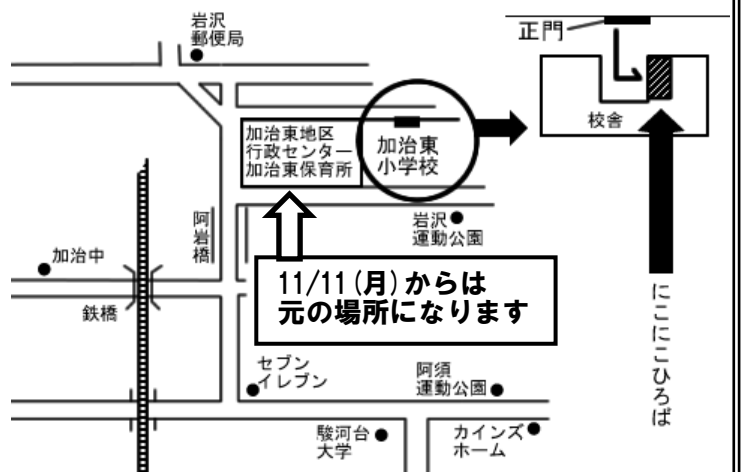 岩沢
郵便局
正門
校舎
加治東地区
行政センター
加治東保育所
加治東
小学校
阿岩橋
岩沢
運動公園
加治中
鉄橋
11/11(月)からは
元の場所になります
にこにこひろば
セブン
イレブン
阿須
運動公園
駿河台
大学
カインズ
ホーム